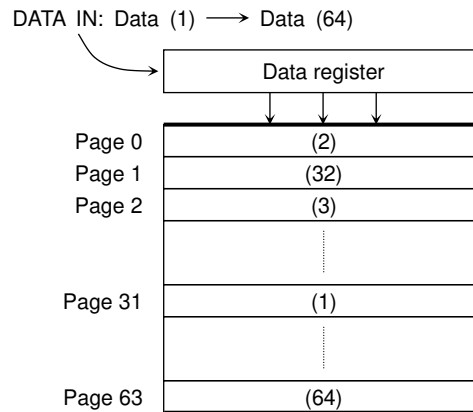 DATA IN: Data (1) ⟶ Data (64)
Data register
Page 0 (2)
Page 1 (32)
Page 2 (3)
Page 31 (1)
Page 63 (64)